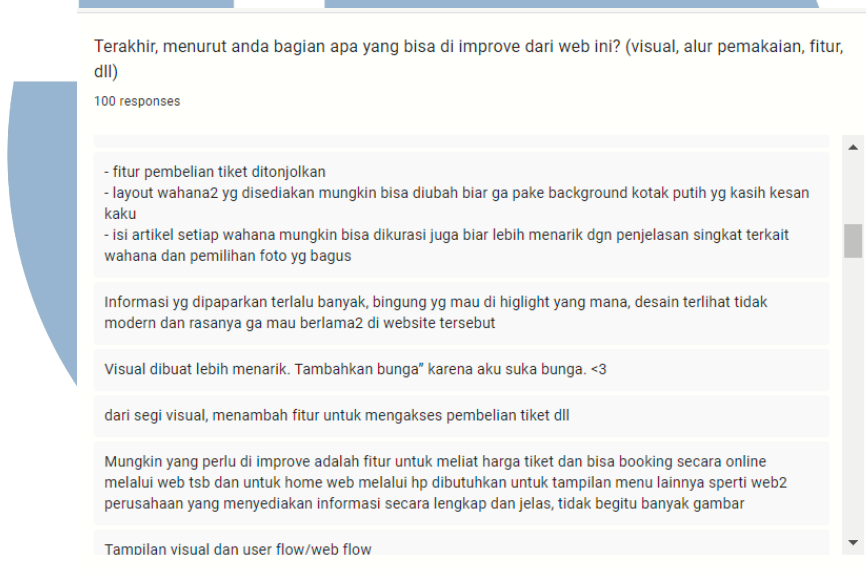 Terakhir, menurut anda bagian apa yang bisa di improve dari web ini? (visual, alur pemakaian, fitur,
dll)
100 responses
- fitur pembelian tiket ditonjolkan
- layout wahana2 yg disediakan mungkin bisa diubah biar ga pake background kotak putih yg kasih kesan
kaku
- isi artikel setiap wahana mungkin bisa dikurasi juga biar lebih menarik dgn penjelasan singkat terkait
wahana dan pemilihan foto yg bagus
Informasi yg dipaparkan terlalu banyak, bingung yg mau di higlight yang mana, desain terlihat tidak
modern dan rasanya ga mau berlama2 di website tersebut
Visual dibuat lebih menarik. Tambahkan bunga" karena aku suka bunga. <3
dari segi visual, menambah fitur untuk mengakses pembelian tiket dll
Mungkin yang perlu di improve adalah fitur untuk meliat harga tiket dan bisa booking secara online
melalui web tsb dan untuk home web melalui hp dibutuhkan untuk tampilan menu lainnya sperti web2
perusahaan yang menyediakan informasi secara lengkap dan jelas, tidak begitu banyak gambar
Tampilan visual dan user flow/web flow